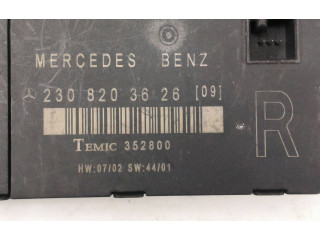 MERCEDES BENZ
230 820 36 26 [09]
TEMIC 352800
HW:07/02 SW:44/01
R